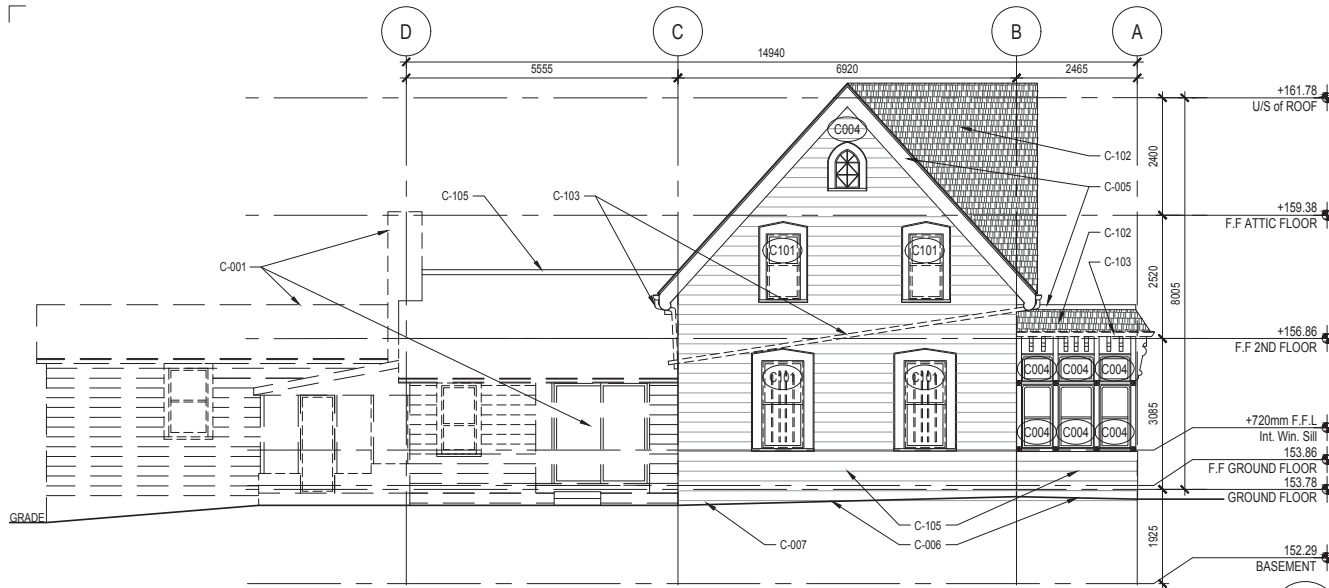 D
C
B
A
14940
5555
6920
2465
+161.78
U/S of ROOF
C004
2400
C-102
C-005
C-105
C-103
+159.38
F.F ATTIC FLOOR
C-102
C101
C101
C-103
C-001
2520
8005
+156.86
F.F 2ND FLOOR
C004
C004
C004
C101
C101
3085
+720mm F.F.L
Int. Win. Sill
C004
C004
C004
153.86
F.F GROUND FLOOR
153.78
GROUND FLOOR
GRADE
C-105
C-007
C-006
1925
152.29
BASEMENT